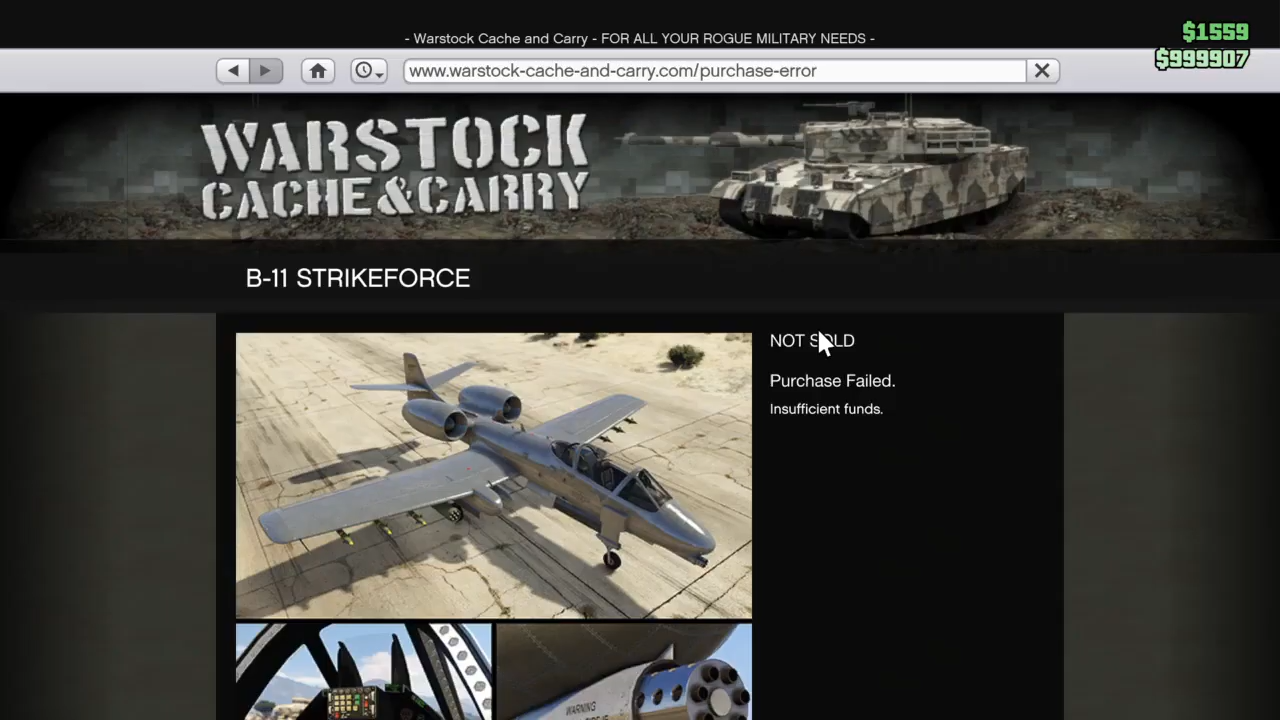 - Warstock Cache and Carry - FOR ALL YOUR ROGUE MILITARY NEEDS -
$1559
$999907
www.warstock-cache-and-carry.com/purchase-error
WARSTOCK
CACHE&CARRY
B-11 STRIKEFORCE
NOT SOLD
Purchase Failed.
Insufficient funds.
WARNING